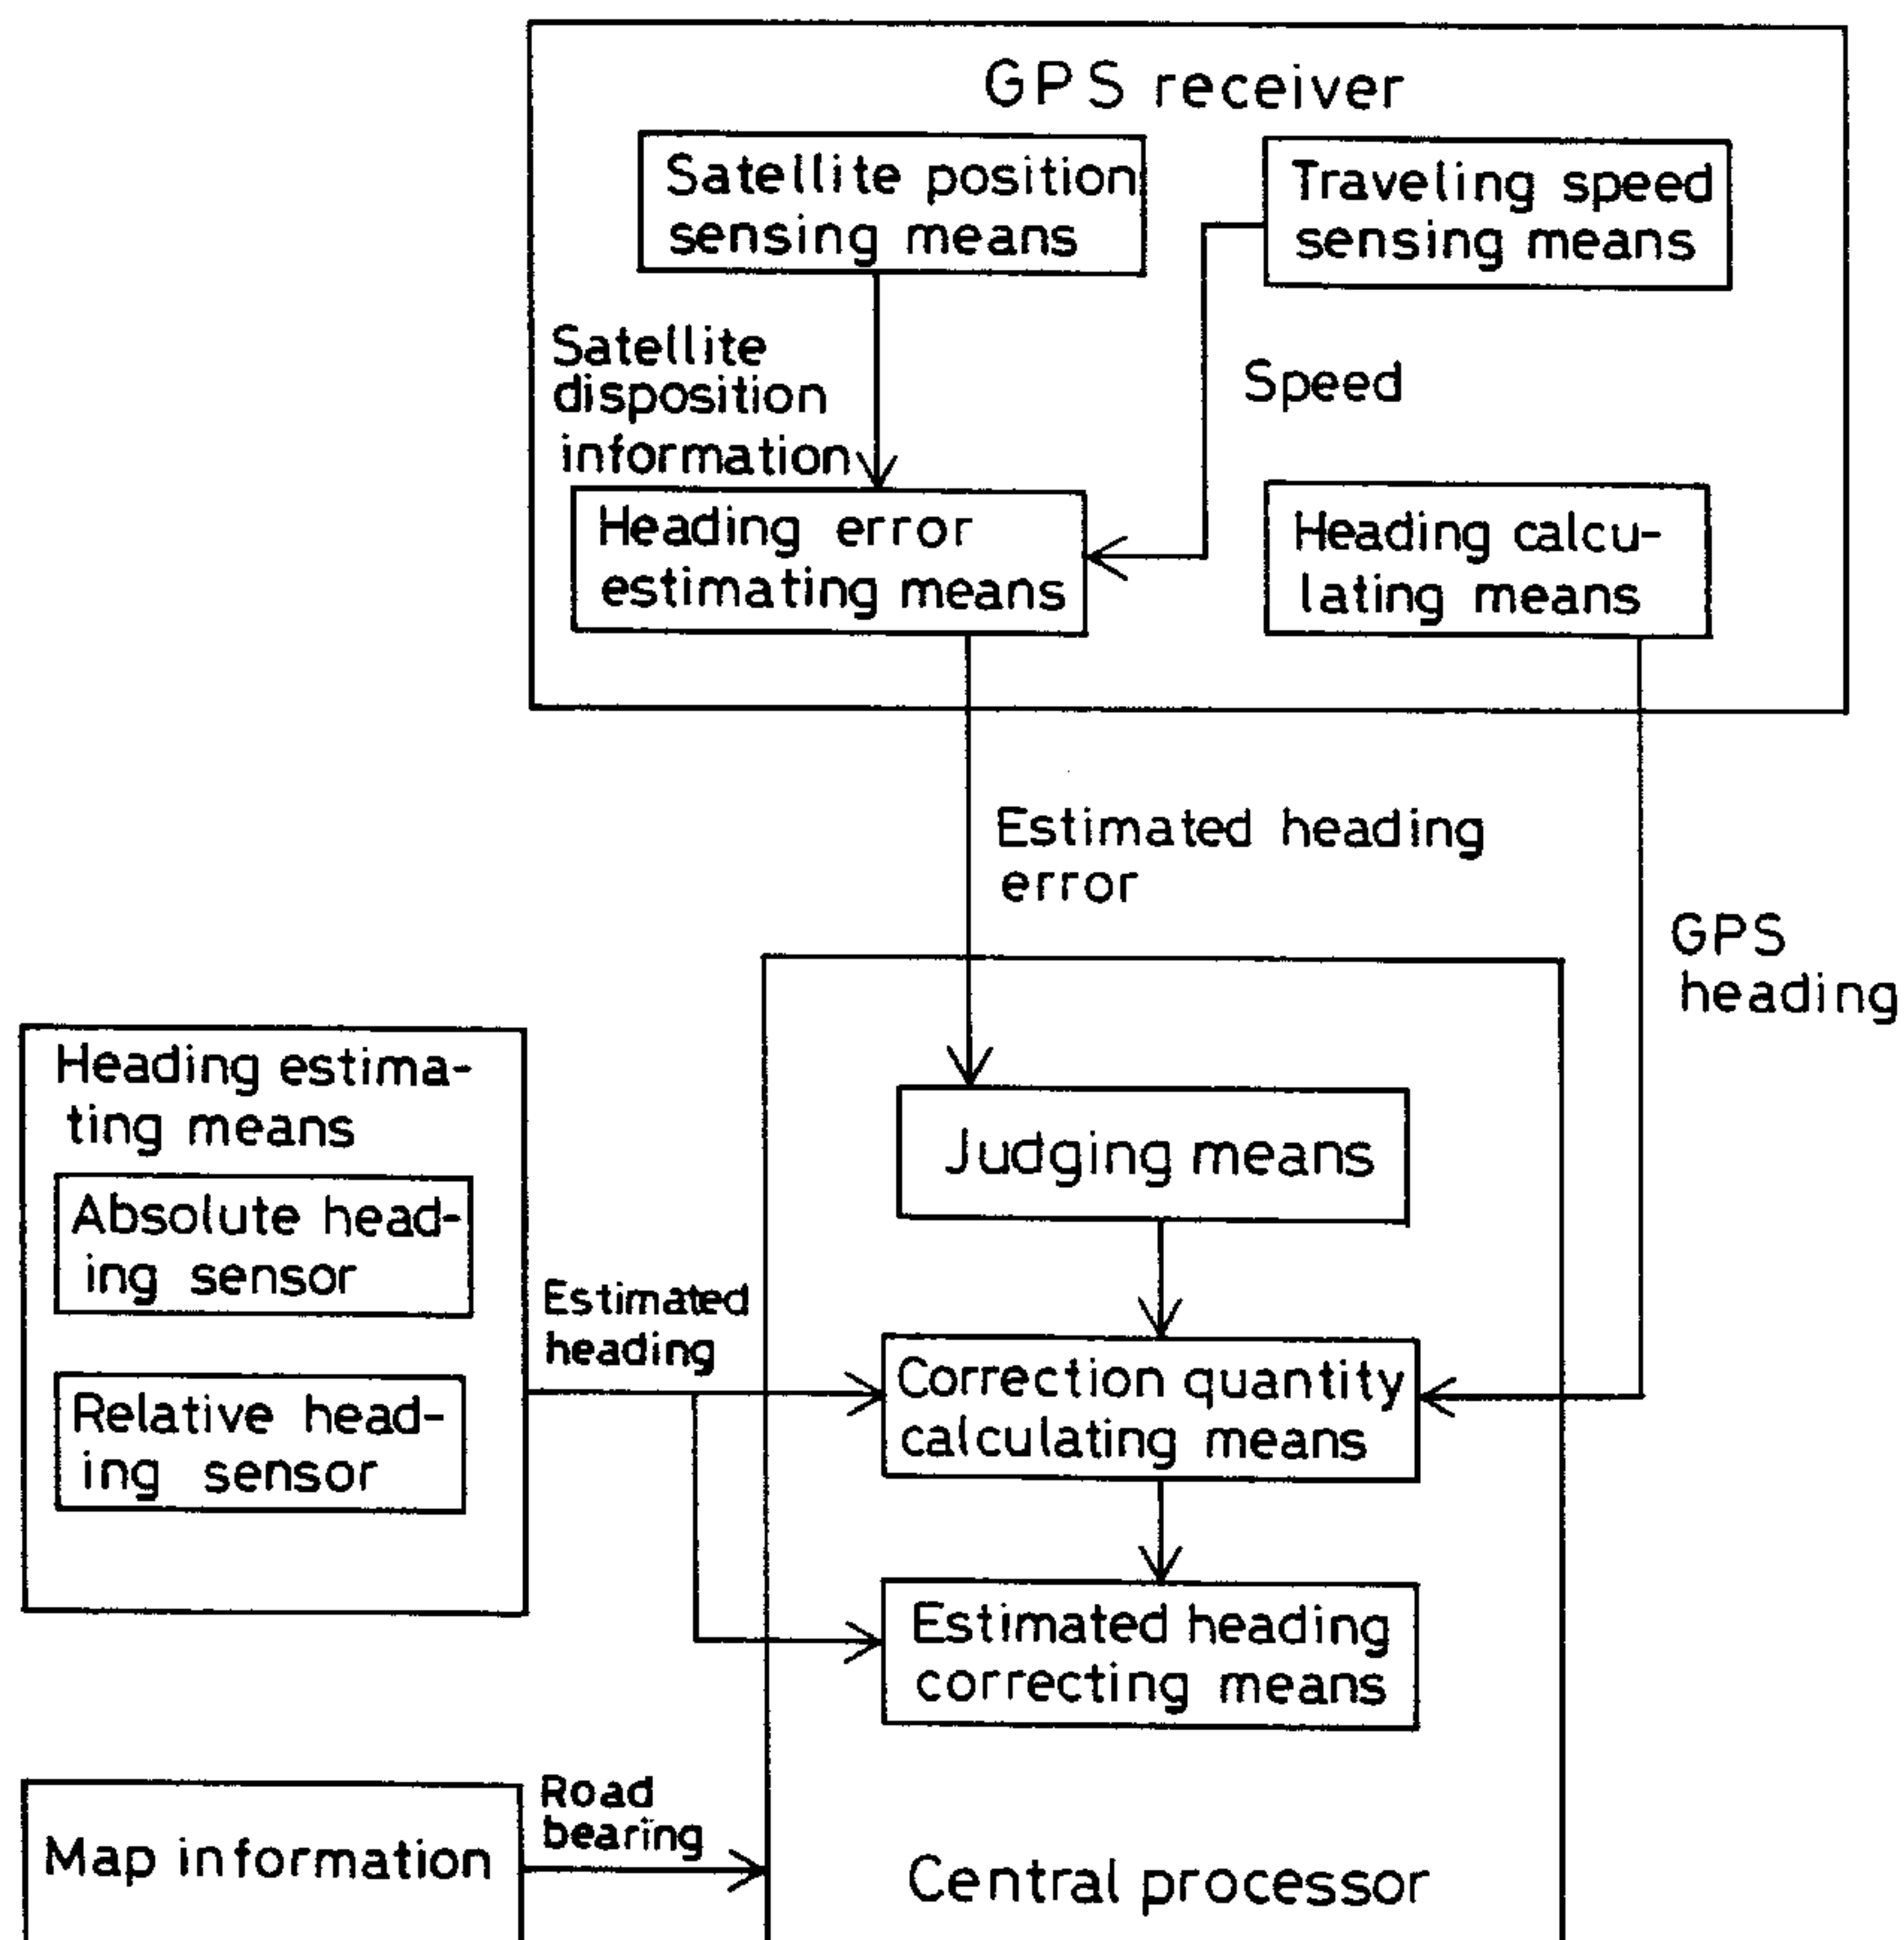 GPS receiver
Satellite position
sensing means
Traveling speed
sensing means
Satellite
disposition
information
Speed
Heading error
estimating means
Heading calcu-
lating means
Estimated heading
error
GPS
heading
Heading estima-
ting means
Absolute head-
ing sensor
Relative head-
ing sensor
Estimated
heading
Judging means
Correction quantity
calculating means
Estimated heading
correcting means
Map information
Road
bearing
Central processor